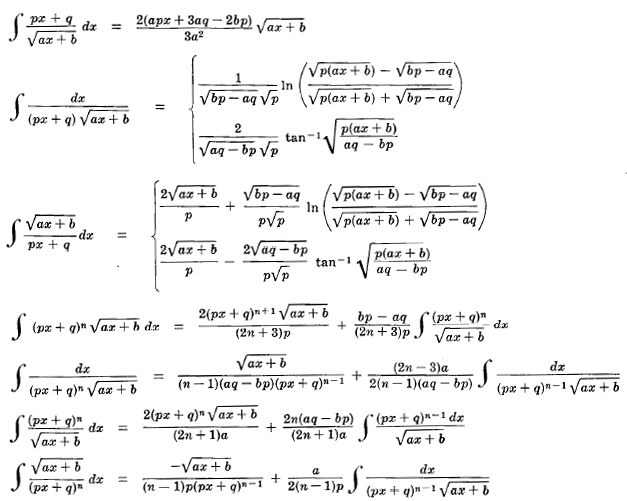 ∫ (px + q)/√(ax + b) dx = 2(apx + 3aq − 2bp)/3a² √(ax + b)
∫ dx/((px + q) √(ax + b)) = { 1/(√(bp − aq) √p) ln ( (√(p(ax + b)) − √(bp − aq))/(√(p(ax + b)) + √(bp − aq)) )
2/(√(aq − bp) √p) tan⁻¹ √(p(ax + b)/(aq − bp))
∫ √(ax + b)/(px + q) dx = { 2√(ax + b)/p + √(bp − aq)/(p√p) ln ( (√(p(ax + b)) − √(bp − aq))/(√(p(ax + b)) + √(bp − aq)) )
2√(ax + b)/p − 2√(aq − bp)/(p√p) tan⁻¹ √(p(ax + b)/(aq − bp))
∫ (px + q)ⁿ √(ax + b) dx = 2(px + q)ⁿ⁺¹ √(ax + b)/((2n + 3)p) + (bp − aq)/((2n + 3)p) ∫ (px + q)ⁿ/√(ax + b) dx
∫ dx/((px + q)ⁿ √(ax + b)) = √(ax + b)/((n − 1)(aq − bp)(px + q)ⁿ⁻¹) + (2n − 3)a/(2(n − 1)(aq − bp)) ∫ dx/((px + q)ⁿ⁻¹ √(ax + b))
∫ (px + q)ⁿ/√(ax + b) dx = 2(px + q)ⁿ √(ax + b)/((2n + 1)a) + 2n(aq − bp)/((2n + 1)a) ∫ (px + q)ⁿ⁻¹ dx/√(ax + b)
∫ √(ax + b)/(px + q)ⁿ dx = −√(ax + b)/((n − 1)p(px + q)ⁿ⁻¹) + a/(2(n − 1)p) ∫ dx/((px + q)ⁿ⁻¹ √(ax + b))